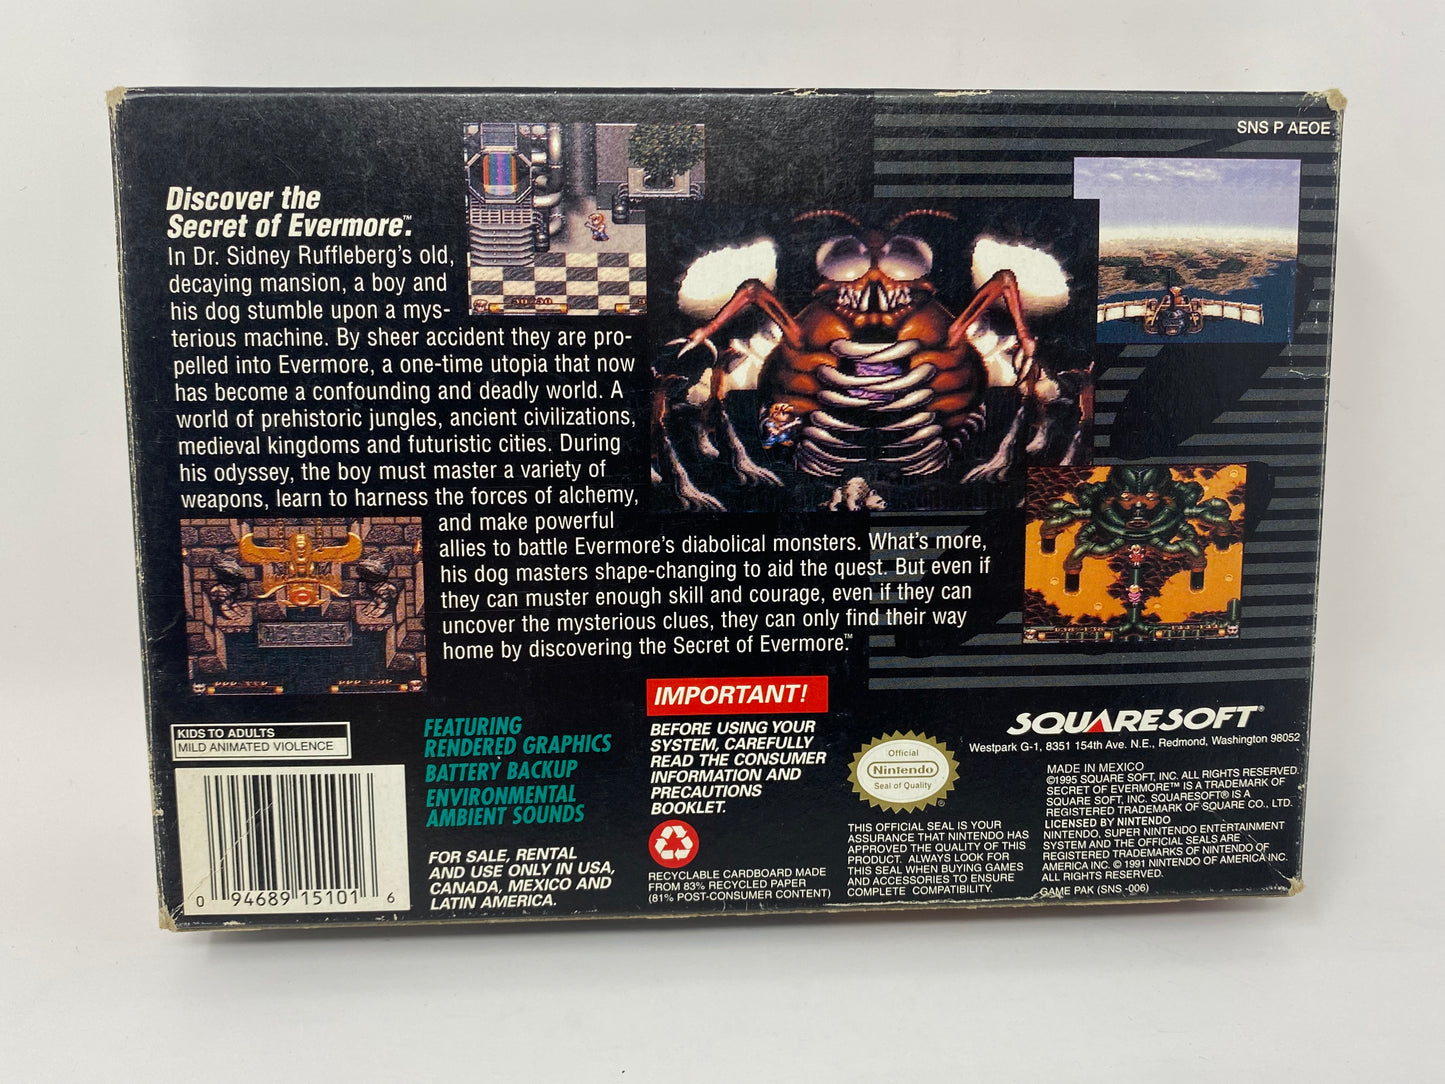 SNS P AEOE
Discover the
Secret of Evermore.™
In Dr. Sidney Ruffleberg's old,
decaying mansion, a boy and
his dog stumble upon a mys-
terious machine. By sheer accident they are pro-
pelled into Evermore, a one-time utopia that now
has become a confounding and deadly world. A
world of prehistoric jungles, ancient civilizations,
medieval kingdoms and futuristic cities. During
his odyssey, the boy must master a variety of
weapons, learn to harness the forces of alchemy,
and make powerful
allies to battle Evermore's diabolical monsters. What's more,
his dog masters shape-changing to aid the quest. But even if
they can muster enough skill and courage, even if they can
uncover the mysterious clues, they can only find their way
home by discovering the Secret of Evermore.™
KIDS TO ADULTS
MILD ANIMATED VIOLENCE
0 94689 15101 6
FEATURING
RENDERED GRAPHICS
BATTERY BACKUP
ENVIRONMENTAL
AMBIENT SOUNDS
FOR SALE, RENTAL
AND USE ONLY IN USA,
CANADA, MEXICO AND
LATIN AMERICA.
IMPORTANT!
BEFORE USING YOUR
SYSTEM, CAREFULLY
READ THE CONSUMER
INFORMATION AND
PRECAUTIONS
BOOKLET.
RECYCLABLE CARDBOARD MADE
FROM 83% RECYCLED PAPER
(81% POST-CONSUMER CONTENT)
Official
Nintendo
Seal of Quality
®
THIS OFFICIAL SEAL IS YOUR
ASSURANCE THAT NINTENDO HAS
APPROVED THE QUALITY OF THIS
PRODUCT. ALWAYS LOOK FOR
THIS SEAL WHEN BUYING GAMES
AND ACCESSORIES TO ENSURE
COMPLETE COMPATIBILITY.
SQUARESOFT®
Westpark G-1, 8351 154th Ave. N.E., Redmond, Washington 98052
MADE IN MEXICO
©1995 SQUARE SOFT, INC. ALL RIGHTS RESERVED.
SECRET OF EVERMORE™ IS A TRADEMARK OF
SQUARE SOFT, INC. SQUARESOFT® IS A
REGISTERED TRADEMARK OF SQUARE CO., LTD.
LICENSED BY NINTENDO
NINTENDO, SUPER NINTENDO ENTERTAINMENT
SYSTEM AND THE OFFICIAL SEALS ARE
REGISTERED TRADEMARKS OF NINTENDO OF
AMERICA INC. © 1991 NINTENDO OF AMERICA INC.
ALL RIGHTS RESERVED.
GAME PAK (SNS -006)